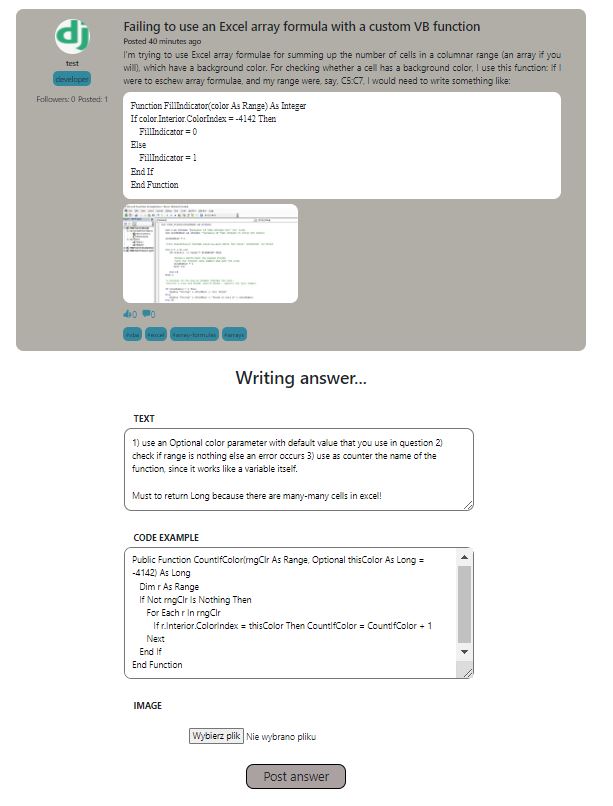 dj
Failing to use an Excel array formula with a custom VB function
Posted 40 minutes ago
test
developer
Followers: 0 Posted: 1
I'm trying to use Excel array formulae for summing up the number of cells in a columnar range (an array if you
will), which have a background color. For checking whether a cell has a background color, I use this function: If I
were to eschew array formulae, and my range were, say, C5:C7, I would need to write something like:
Function FillIndicator(color As Range) As Integer
If color.Interior.ColorIndex = -4142 Then
FillIndicator = 0
Else
FillIndicator = 1
End If
End Function
0 0
#vba #excel #array-formulas #arrays
Writing answer...
TEXT
1) use an Optional color parameter with default value that you use in question 2)
check if range is nothing else an error occurs 3) use as counter the name of the
function, since it works like a variable itself.
Must to return Long because there are many-many cells in excel!
CODE EXAMPLE
Public Function CountIfColor(rngClr As Range, Optional thisColor As Long =
-4142) As Long
Dim r As Range
If Not rngClr Is Nothing Then
For Each r In rngClr
If r.Interior.ColorIndex = thisColor Then CountIfColor = CountIfColor + 1
Next
End If
End Function
IMAGE
Wybierz plik Nie wybrano pliku
Post answer